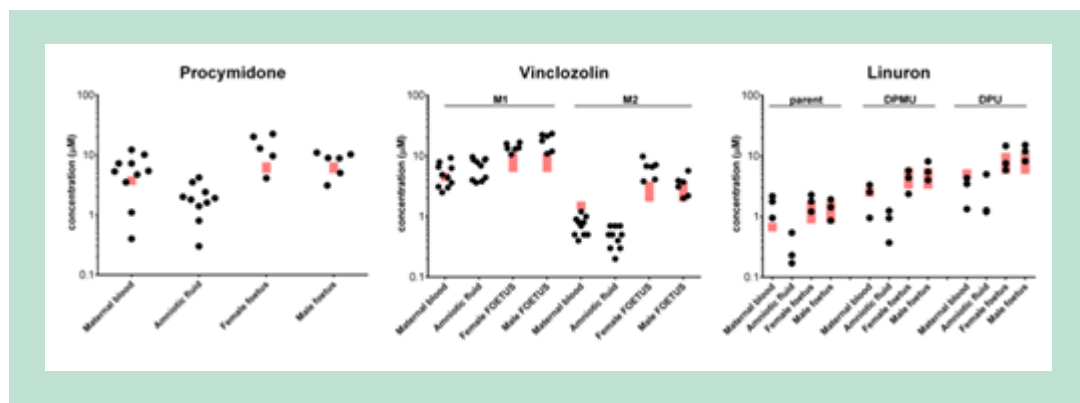 Procymidone
concentration (µM)
100
10
1
0.1
Maternal blood
Amniotic fluid
Female foetus
Male foetus
Vinclozolin
M1
M2
concentration (µM)
100
10
1
0.1
Maternal blood
Amniotic fluid
Female FOETUS
Male FOETUS
Maternal blood
Amniotic fluid
Female FOETUS
Male FOETUS
Linuron
parent
DPMU
DPU
concentration (µM)
100
10
1
0.1
Maternal blood
Amniotic fluid
Female foetus
Male foetus
Maternal blood
Amniotic fluid
Female foetus
Male foetus
Maternal blood
Amniotic fluid
Female foetus
Male foetus